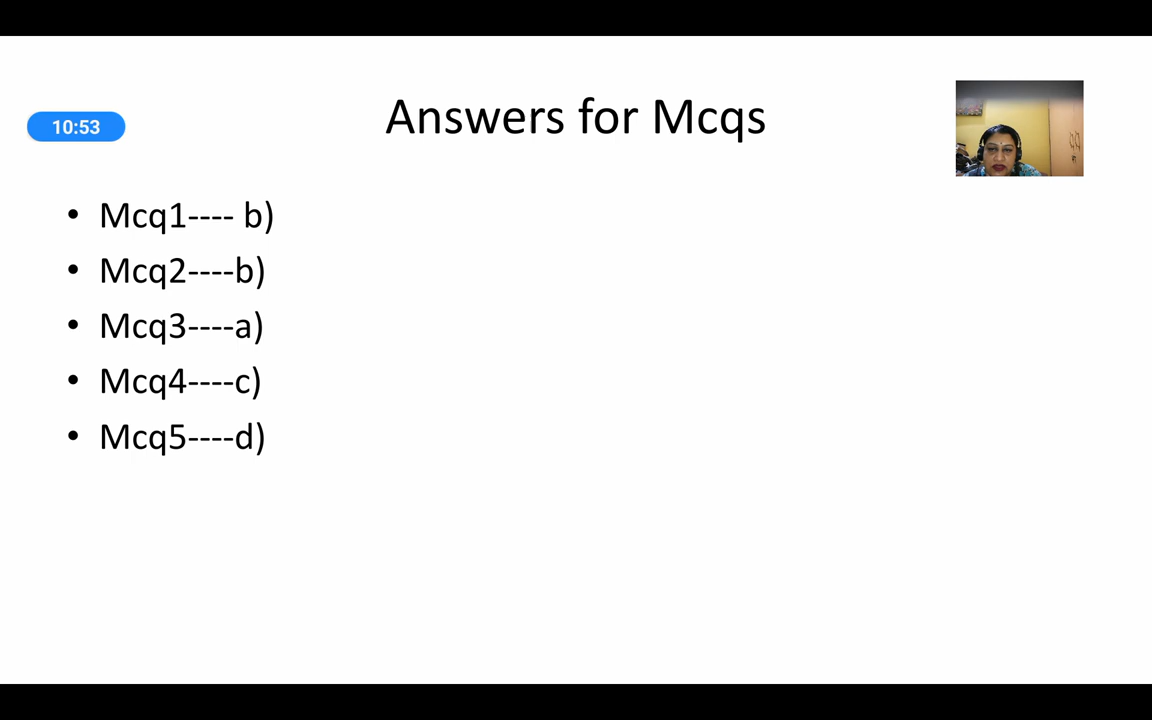 Answers for Mcqs
10:53
• Mcq1---- b)
• Mcq2----b)
• Mcq3----a)
• Mcq4----c)
• Mcq5----d)